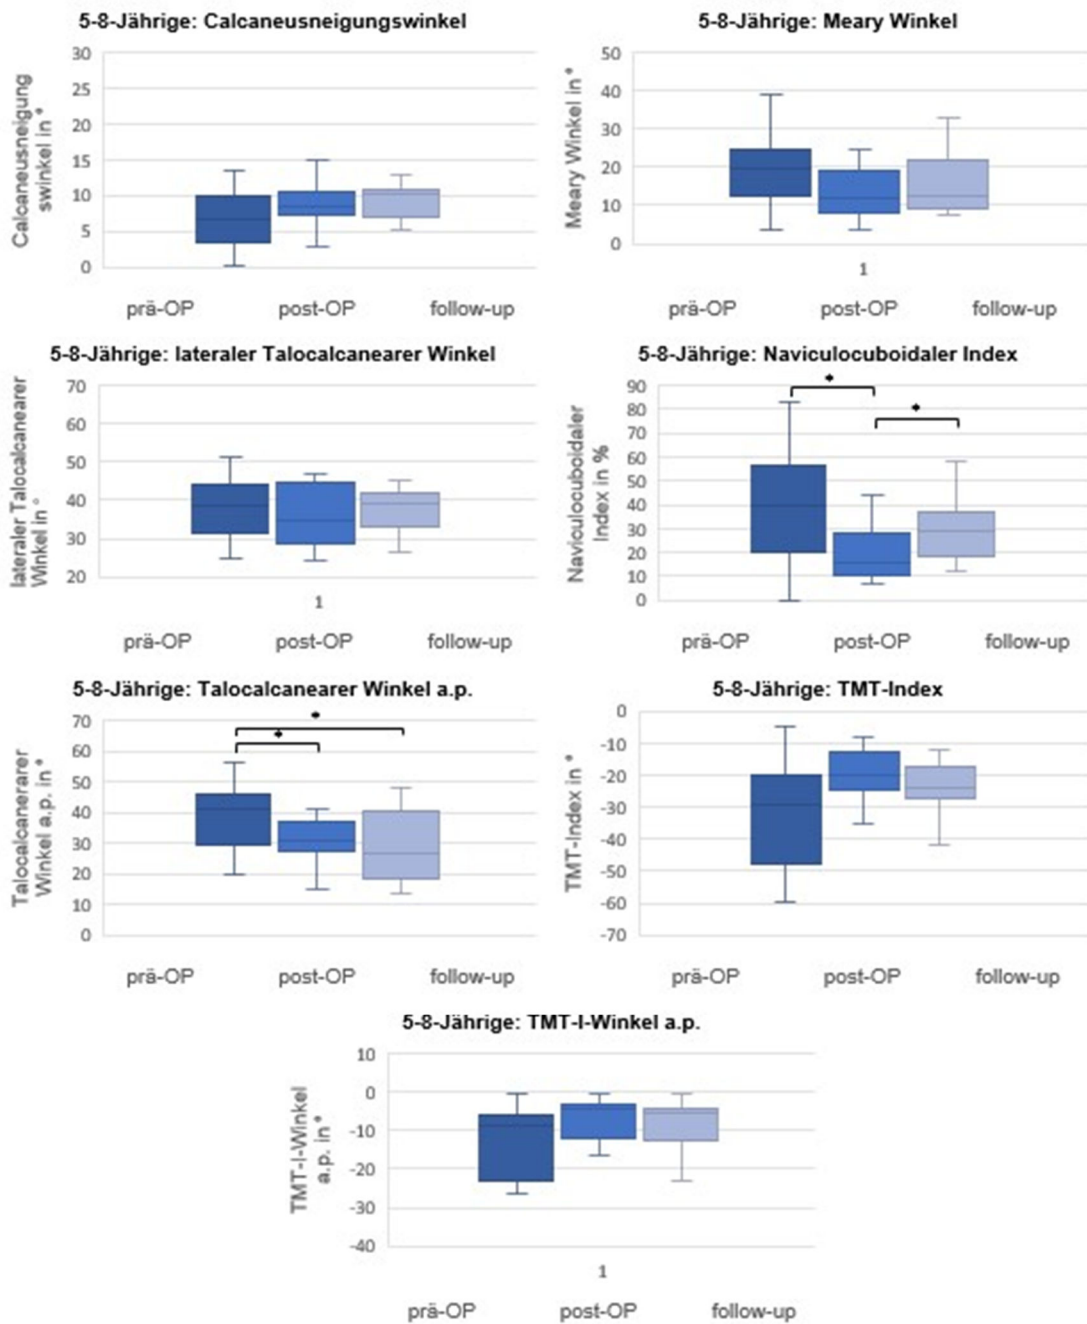 5-8-Jährige: Calcaneusneigungswinkel
Calcaneusneigung
swinkel in °
30
25
20
15
10
5
0
prä-OP post-OP follow-up
5-8-Jährige: Meary Winkel
Meary Winkel in °
50
40
30
20
10
0
1
prä-OP post-OP follow-up
5-8-Jährige: lateraler Talocalcanearer Winkel
lateraler Talocalcanearer
Winkel in °
70
60
50
40
30
20
1
prä-OP post-OP follow-up
5-8-Jährige: Naviculocuboidaler Index
Naviculocuboidaler
Index in %
90
80
70
60
50
40
30
20
10
0
*
*
prä-OP post-OP follow-up
5-8-Jährige: Talocalcanearer Winkel a.p.
Talocalcanerarer
Winkel a.p. in °
70
60
50
40
30
20
10
0
*
*
prä-OP post-OP follow-up
5-8-Jährige: TMT-Index
TMT-Index in °
0
-10
-20
-30
-40
-50
-60
-70
prä-OP post-OP follow-up
5-8-Jährige: TMT-I-Winkel a.p.
TMT-I-Winkel
a.p. in °
10
0
-10
-20
-30
-40
1
prä-OP post-OP follow-up